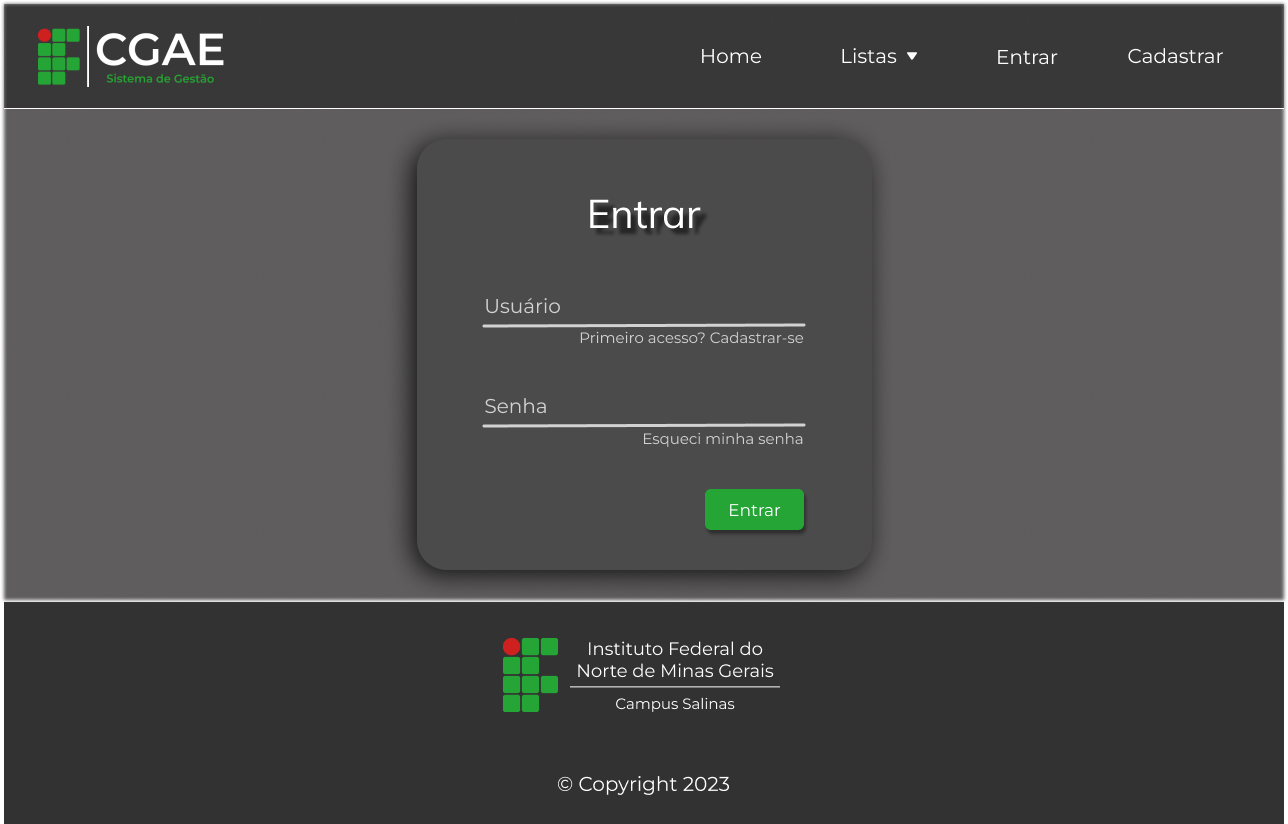 CGAE
Sistema de Gestão
Home
Listas
Entrar
Cadastrar
Entrar
Usuário
Primeiro acesso? Cadastrar-se
Senha
Esqueci minha senha
Entrar
Instituto Federal do
Norte de Minas Gerais
Campus Salinas
© Copyright 2023